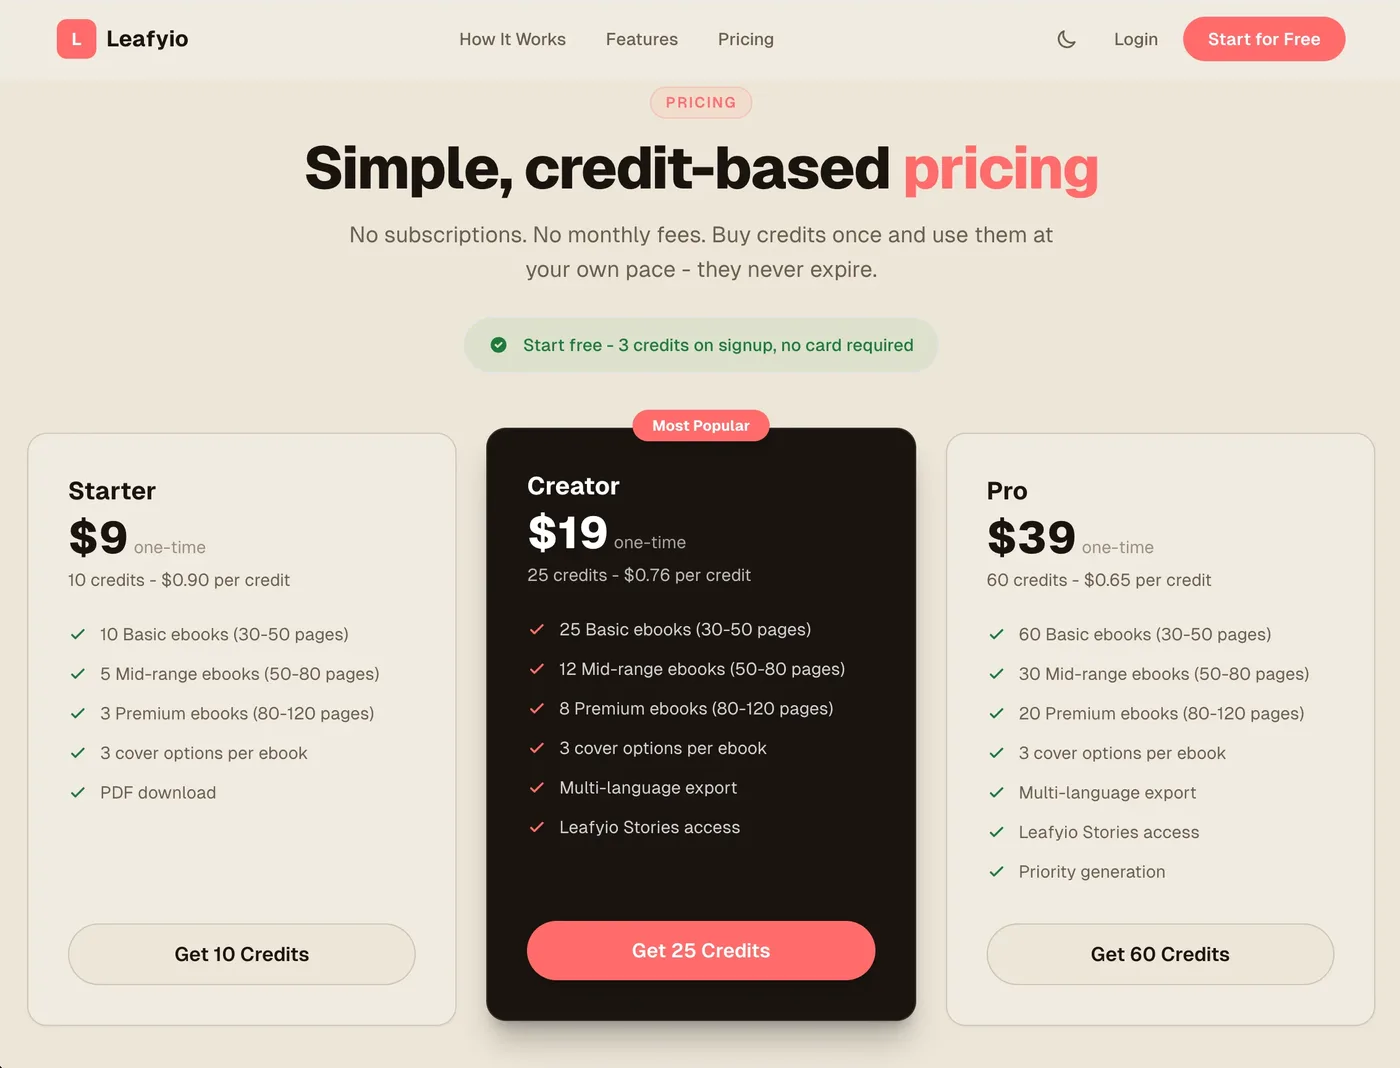 L Leafyio
How It Works
Features
Pricing
Login
Start for Free
PRICING
Simple, credit-based pricing
No subscriptions. No monthly fees. Buy credits once and use them at
your own pace - they never expire.
Start free - 3 credits on signup, no card required
Starter
$9 one-time
10 credits - $0.90 per credit
10 Basic ebooks (30-50 pages)
5 Mid-range ebooks (50-80 pages)
3 Premium ebooks (80-120 pages)
3 cover options per ebook
PDF download
Get 10 Credits
Most Popular
Creator
$19 one-time
25 credits - $0.76 per credit
25 Basic ebooks (30-50 pages)
12 Mid-range ebooks (50-80 pages)
8 Premium ebooks (80-120 pages)
3 cover options per ebook
Multi-language export
Leafyio Stories access
Get 25 Credits
Pro
$39 one-time
60 credits - $0.65 per credit
60 Basic ebooks (30-50 pages)
30 Mid-range ebooks (50-80 pages)
20 Premium ebooks (80-120 pages)
3 cover options per ebook
Multi-language export
Leafyio Stories access
Priority generation
Get 60 Credits